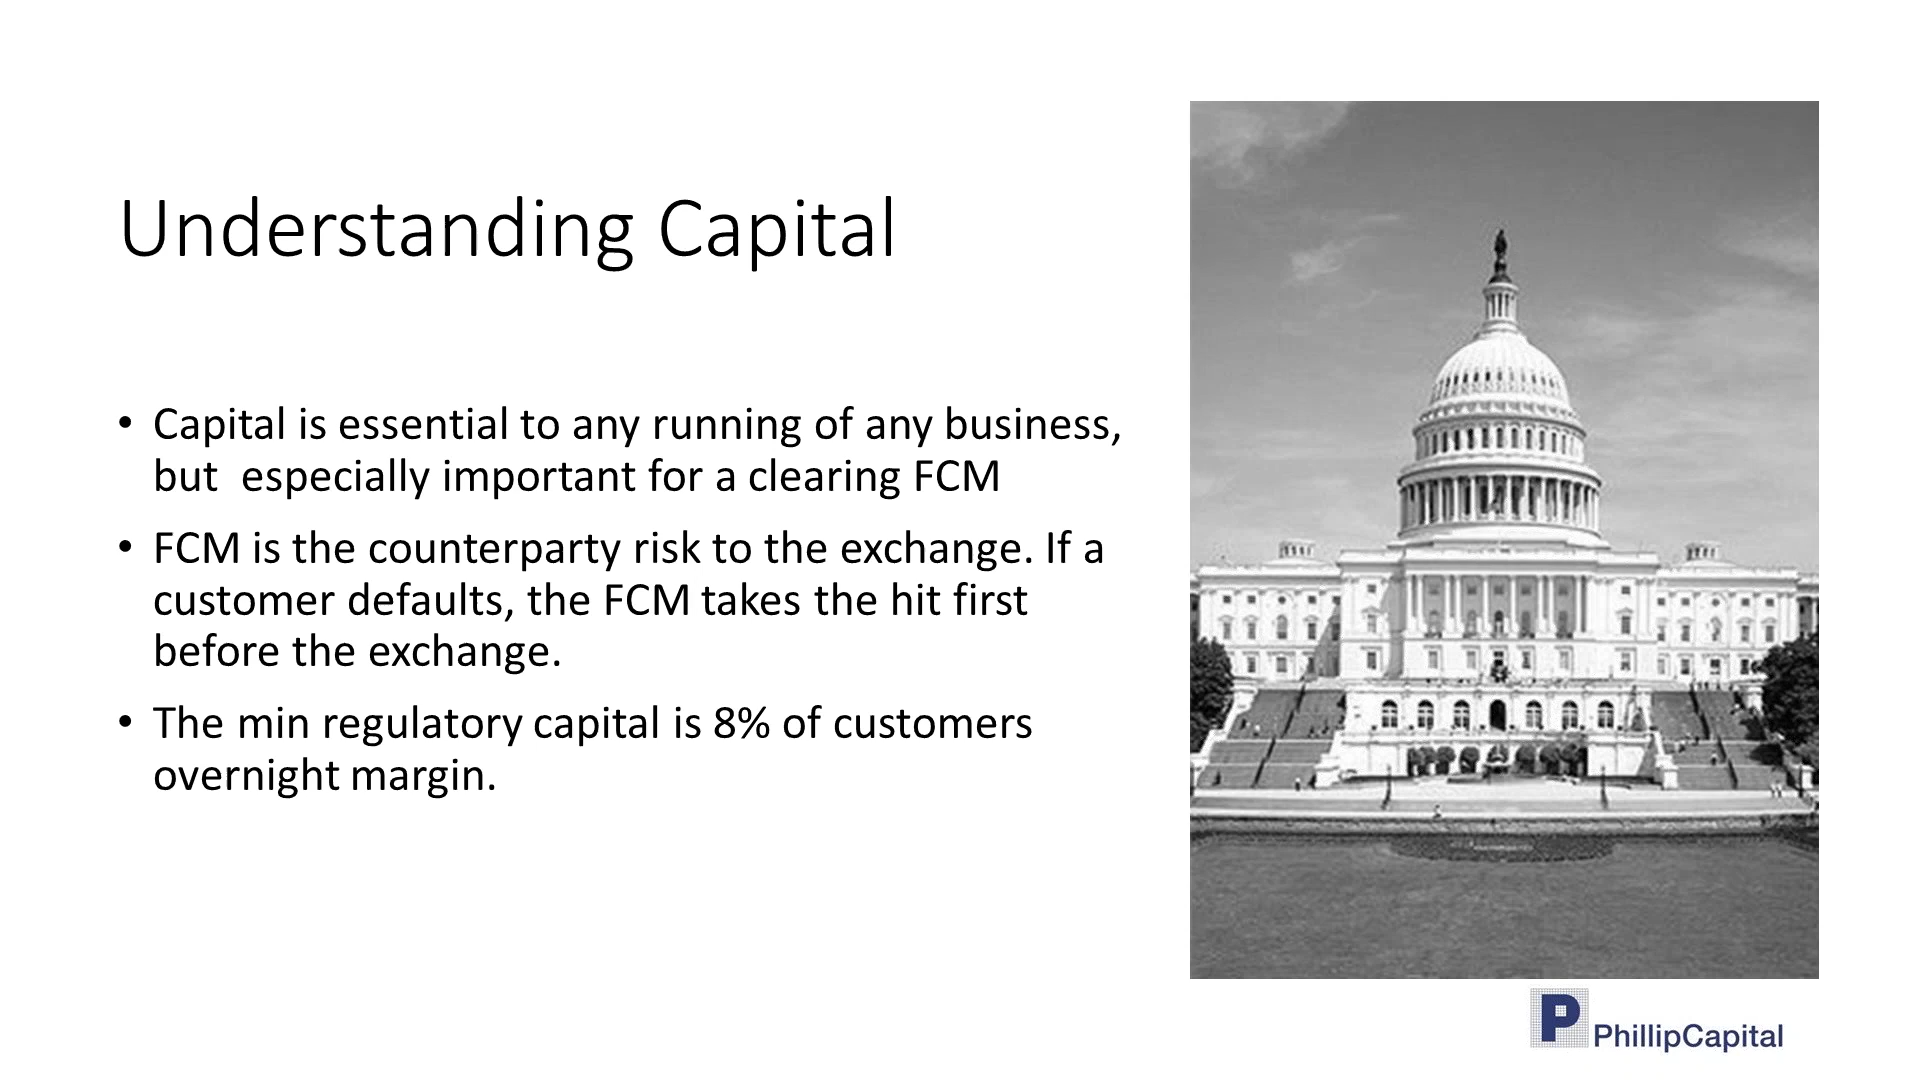 Understanding Capital
• Capital is essential to any running of any business,
but  especially important for a clearing FCM
• FCM is the counterparty risk to the exchange. If a
customer defaults, the FCM takes the hit first
before the exchange.
• The min regulatory capital is 8% of customers
overnight margin.
P PhillipCapital